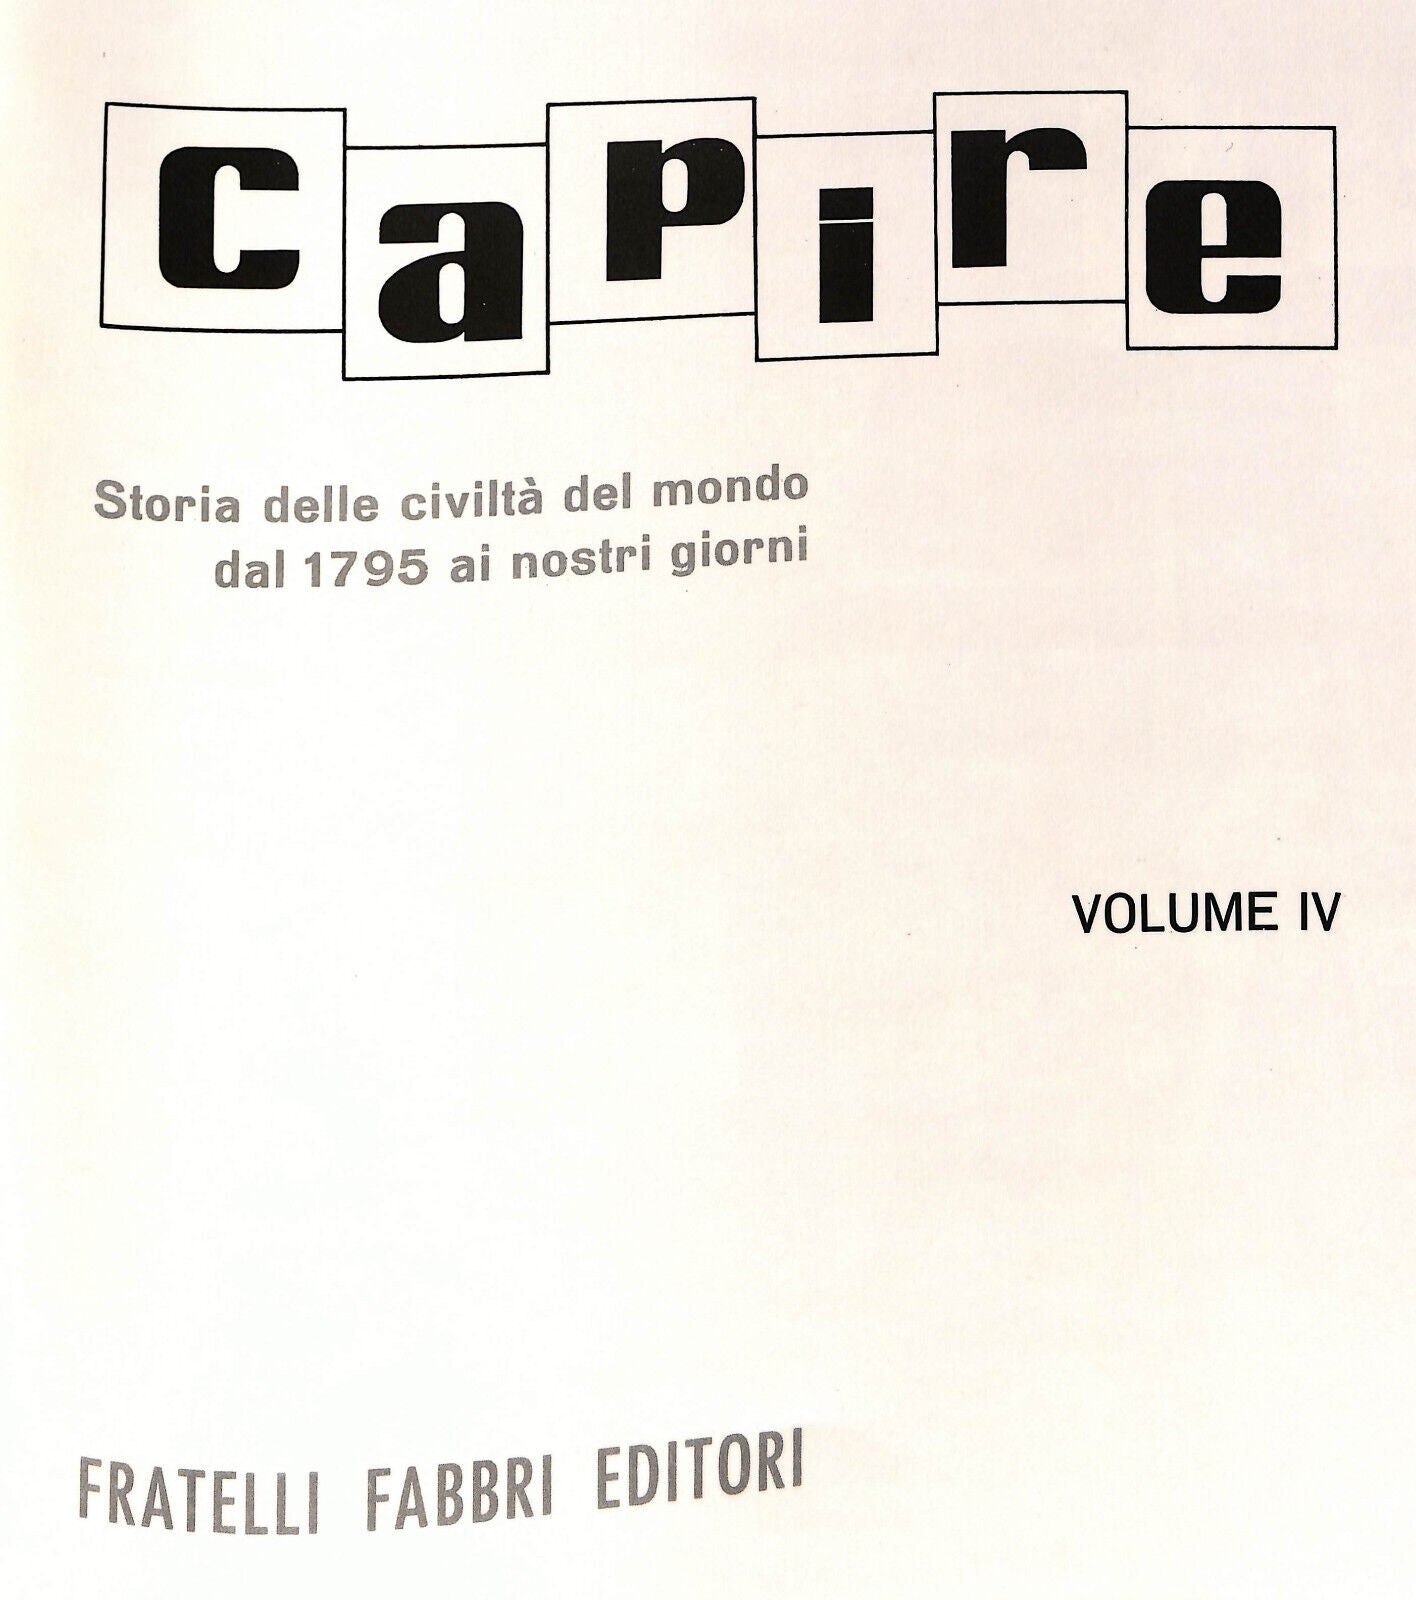 capire
Storia delle civiltà del mondo
dal 1795 ai nostri giorni
VOLUME IV
FRATELLI FABBRI EDITORI